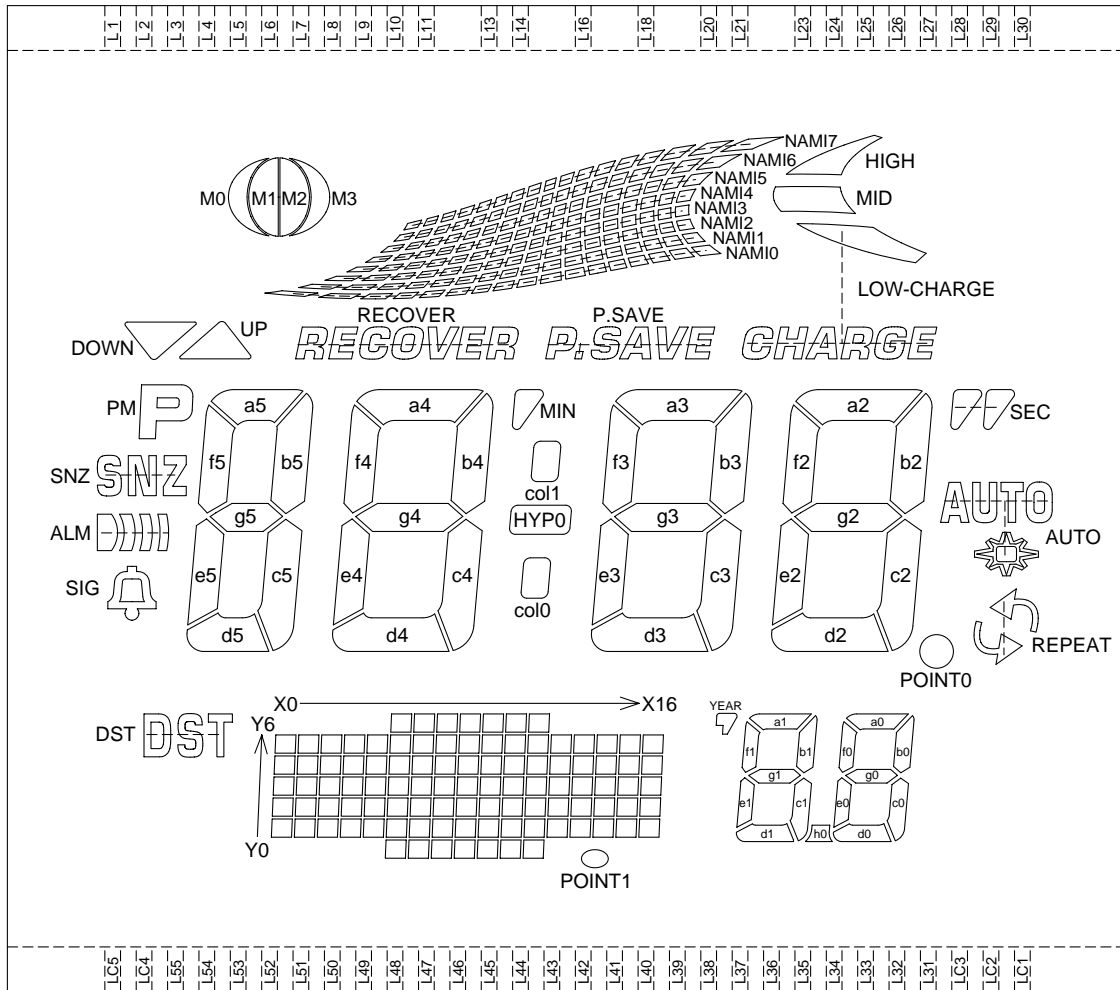 L1 L2 L3 L4 L5 L6 L7 L8 L9 L10 L11 L13 L14 L16 L18 L20 L21 L23 L24 L25 L26 L27 L28 L29 L30
NAMI7
NAMI6
NAMI5
NAMI4
NAMI3
NAMI2
NAMI1
NAMI0
HIGH
MID
LOW-CHARGE
M0 M1 M2 M3
RECOVER P.SAVE
DOWN UP RECOVER P.SAVE CHARGE
PM P a5 a4 MIN a3 a2 SEC
f5 b5 f4 b4 col1 f3 b3 f2 b2
SNZ SNZ
AUTO
g5 g4 HYP0 g3 g2
ALM AUTO
e5 c5 e4 c4 col0 e3 c3 e2 c2
SIG
d5 d4 d3 d2 REPEAT
POINT0
X0 X16 YEAR
DST DST Y6 a1 a0
f1 b1 f0 b0
g1 g0
e1 c1 e0 c0
Y0 d1 h0 d0
POINT1
LC5 LC4 L55 L54 L53 L52 L51 L50 L49 L48 L47 L46 L45 L44 L43 L42 L41 L40 L39 L38 L37 L36 L35 L34 L33 L32 L31 LC3 LC2 LC1